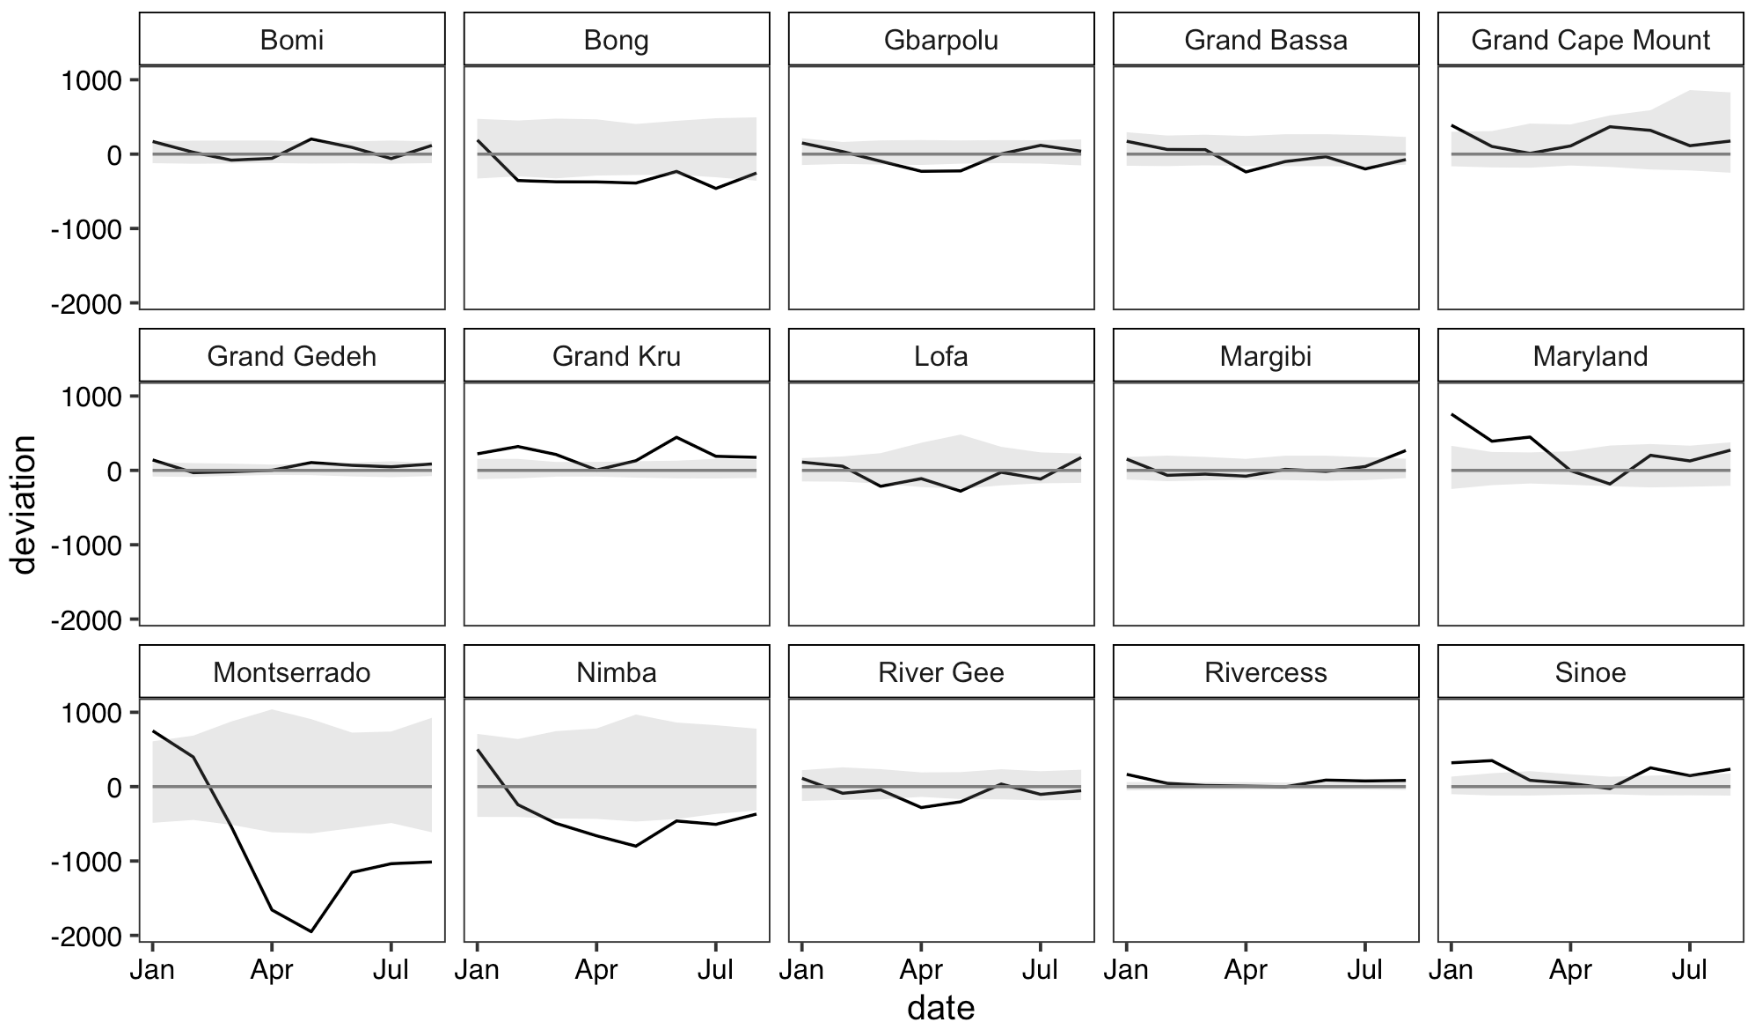 Bomi Bong Gbarpolu Grand Bassa Grand Cape Mount
1000
0
-1000
-2000
Grand Gedeh Grand Kru Lofa Margibi Maryland
1000
0
-1000
-2000
deviation
Montserrado Nimba River Gee Rivercess Sinoe
1000
0
-1000
-2000
Jan Apr Jul Jan Apr Jul Jan Apr Jul Jan Apr Jul Jan Apr Jul
date